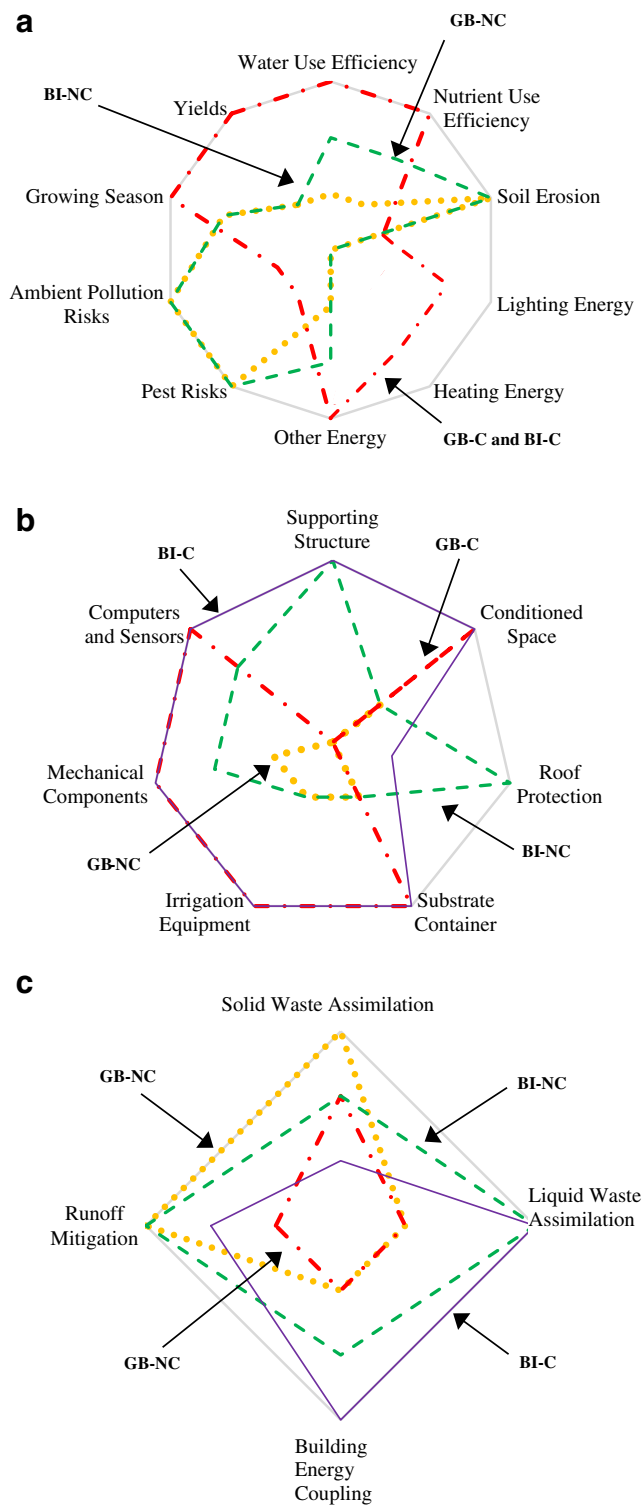 a
GB-NC
Water Use Efficiency
BI-NC
Yields
Nutrient Use
Efficiency
Growing Season
Soil Erosion
Ambient Pollution
Risks
Lighting Energy
Pest Risks
Heating Energy
Other Energy
GB-C and BI-C
b
Supporting
Structure
BI-C
GB-C
Computers
and Sensors
Conditioned
Space
Mechanical
Components
Roof
Protection
GB-NC
BI-NC
Irrigation
Equipment
Substrate
Container
c
Solid Waste Assimilation
GB-NC
BI-NC
Runoff
Mitigation
Liquid Waste
Assimilation
GB-NC
BI-C
Building
Energy
Coupling